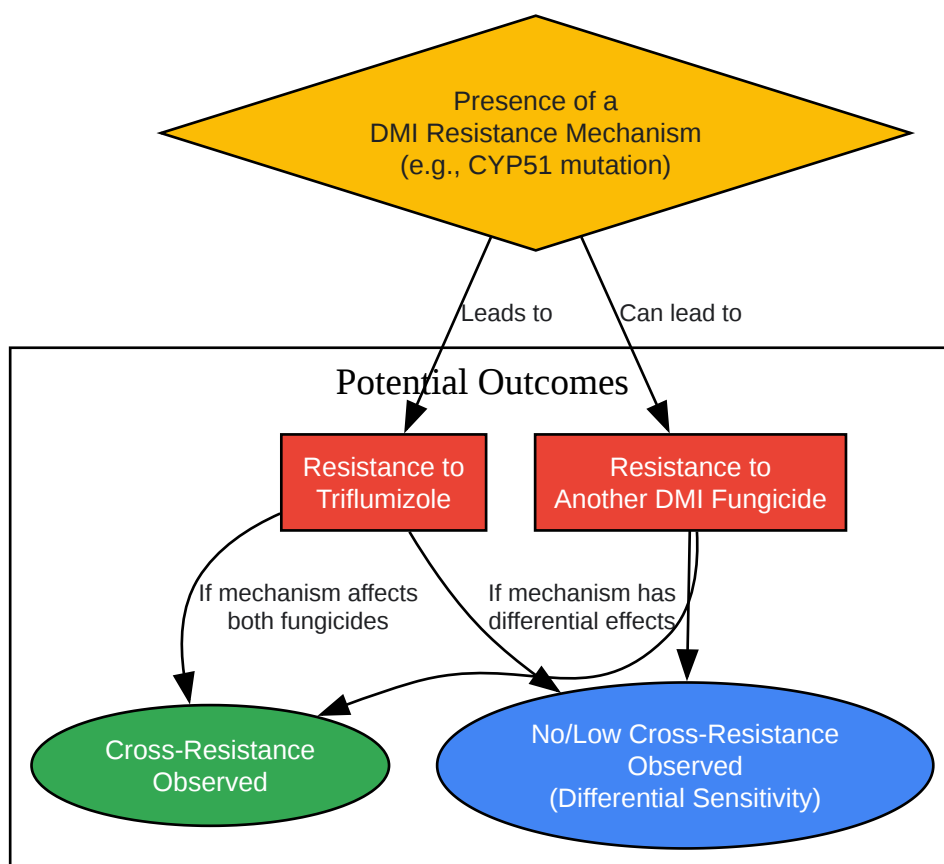 Presence of a
DMI Resistance Mechanism
(e.g., CYP51 mutation)
Leads to
Can lead to
Potential Outcomes
Resistance to
Triflumizole
Resistance to
Another DMI Fungicide
If mechanism affects
both fungicides
If mechanism has
differential effects
Cross-Resistance
Observed
No/Low Cross-Resistance
Observed
(Differential Sensitivity)